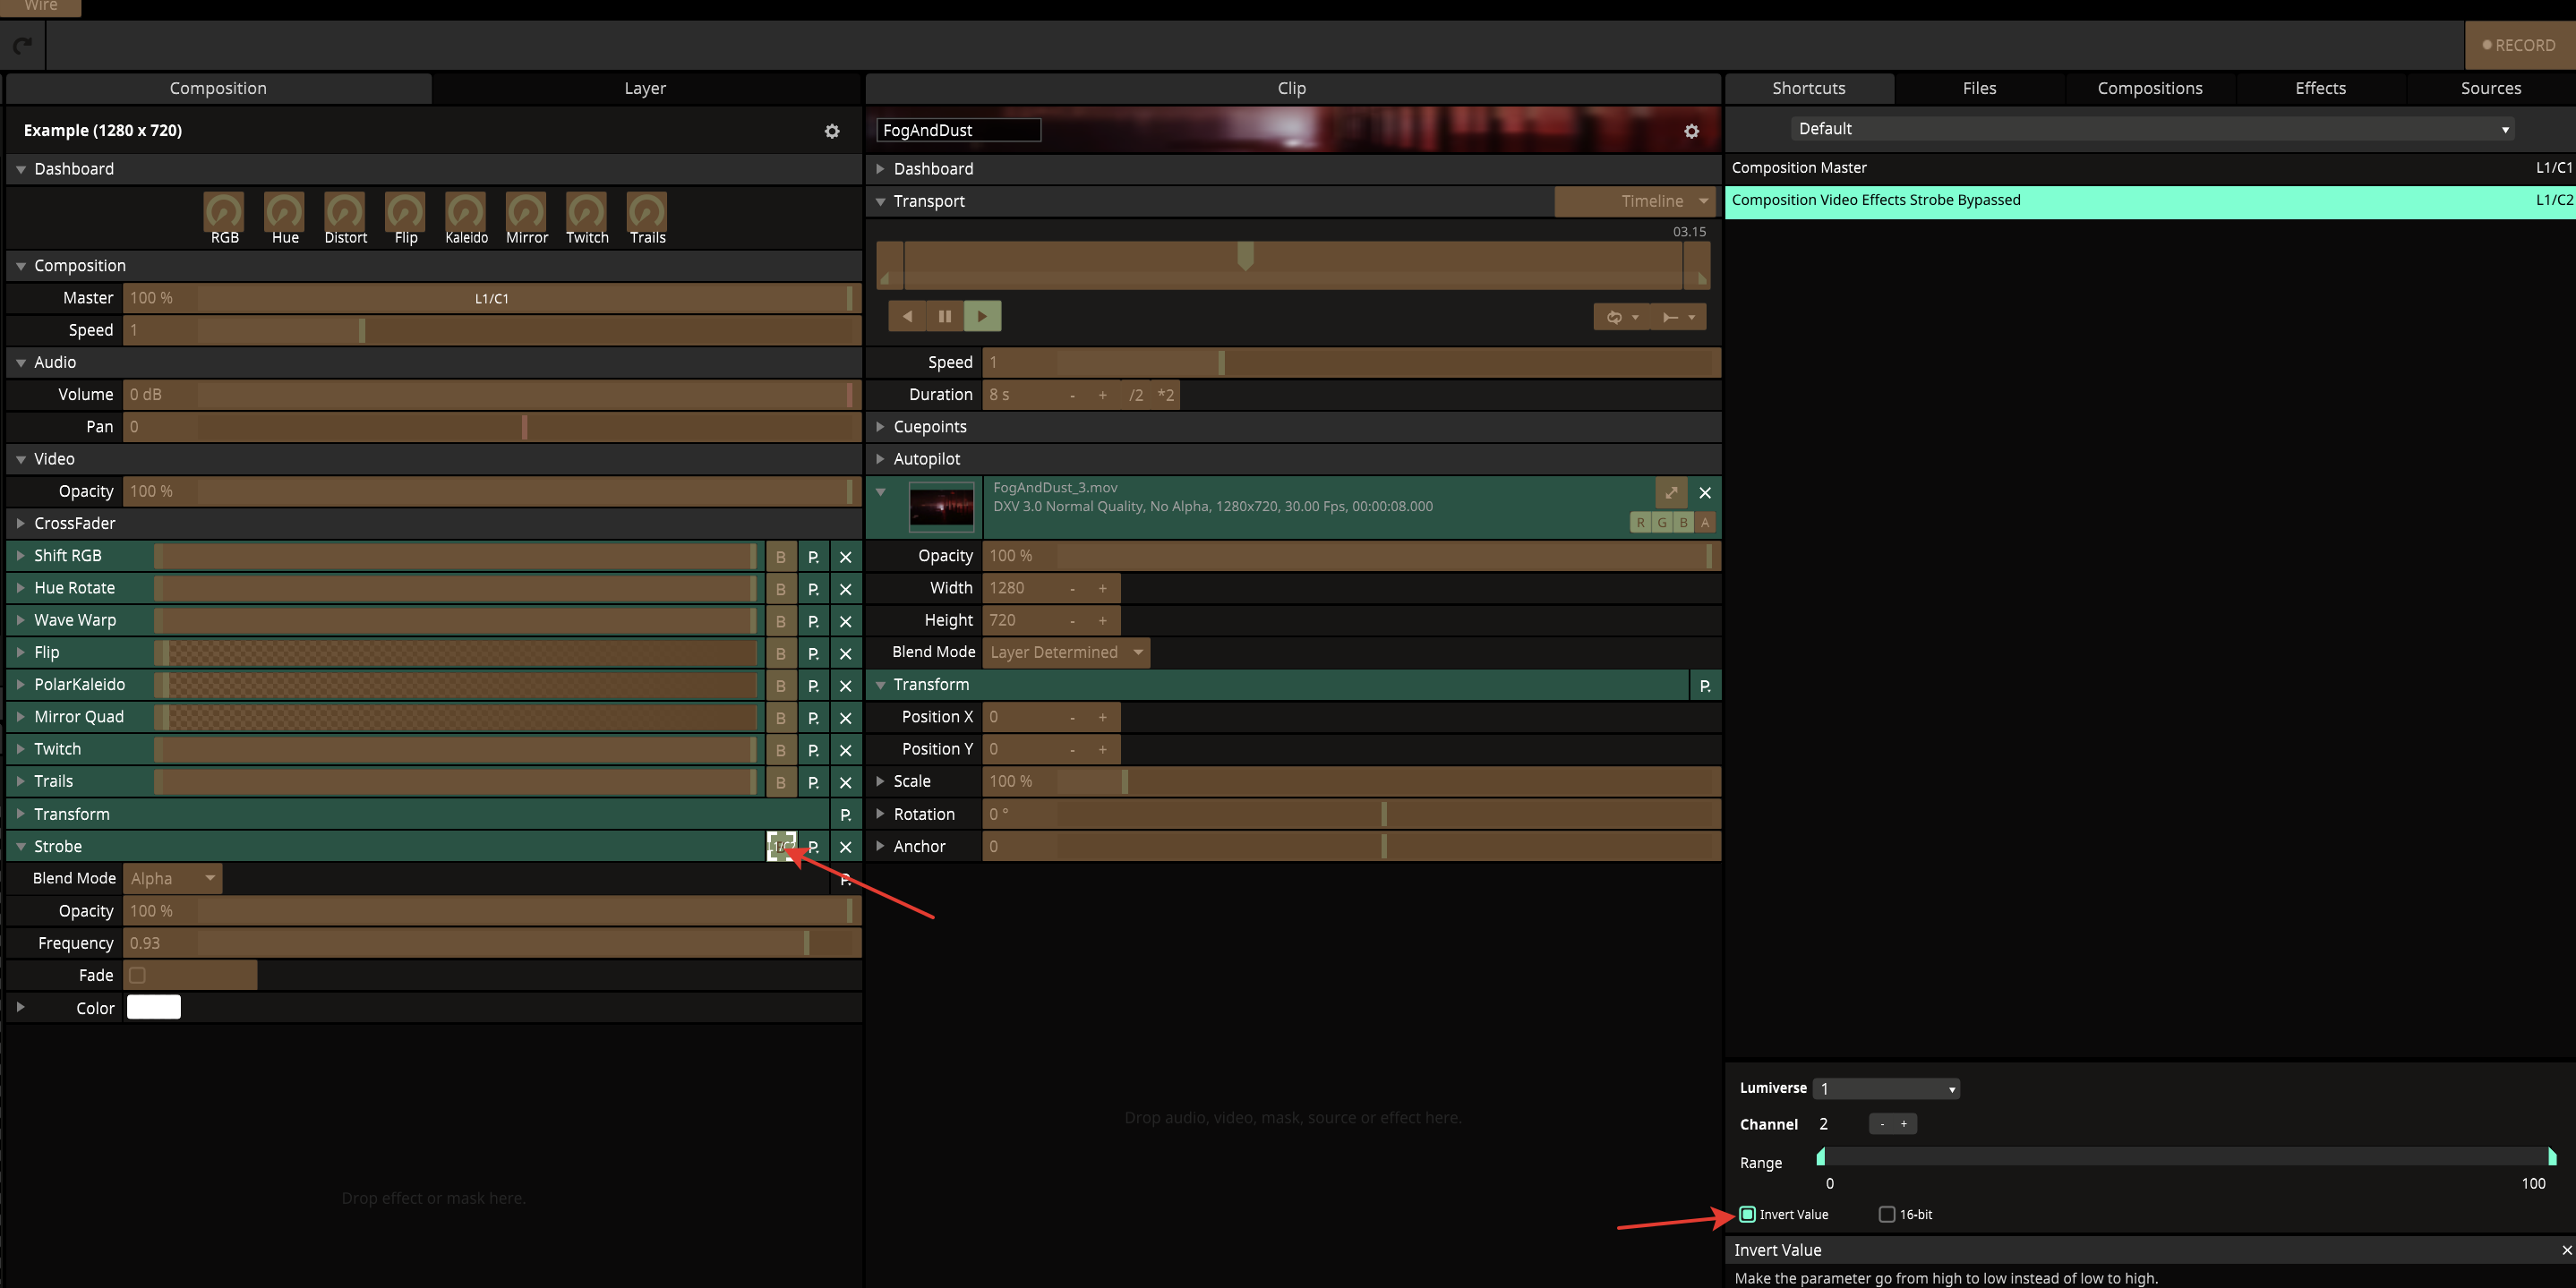 Wire
RECORD
Composition
Layer
Clip
Shortcuts
Files
Compositions
Effects
Sources
Example (1280 x 720)
Dashboard
RGB Hue Distort Flip Kaleido Mirror Twitch Trails
Composition
Master 100 % L1/C1
Speed 1
Audio
Volume 0 dB
Pan 0
Video
Opacity 100 %
CrossFader
Shift RGB B P. X
Hue Rotate B P. X
Wave Warp B P. X
Flip B P. X
PolarKaleido B P. X
Mirror Quad B P. X
Twitch B P. X
Trails B P. X
Transform P.
Strobe P. X
Blend Mode Alpha P.
Opacity 100 %
Frequency 0.93
Fade
Color
Drop effect or mask here.
FogAndDust
Dashboard
Transport Timeline
03.15
Speed 1
Duration 8 s - + /2 *2
Cuepoints
Autopilot
FogAndDust_3.mov
DXV 3.0 Normal Quality, No Alpha, 1280x720, 30.00 Fps, 00:00:08.000
R G B A
Opacity 100 %
Width 1280 - +
Height 720 - +
Blend Mode Layer Determined
Transform P.
Position X 0 - +
Position Y 0 - +
Scale 100 %
Rotation 0 °
Anchor 0
Drop audio, video, mask, source or effect here.
Default
Composition Master L1/C1
Composition Video Effects Strobe Bypassed L1/C2
Lumiverse 1
Channel 2 - +
Range
0 100
Invert Value 16-bit
Invert Value
Make the parameter go from high to low instead of low to high.